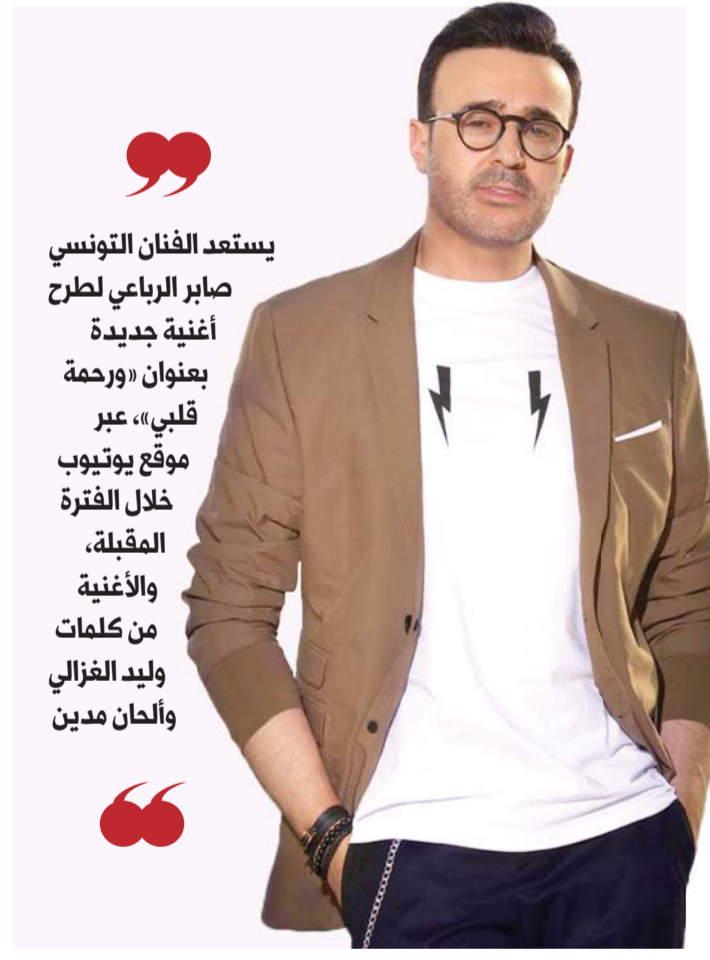 يستعد الفنان التونسي
صابر الرباعي لطرح
أغنية جديدة
بعنوان «ورحمة
قلبي»، عبر
موقع يوتيوب
خلال الفترة
المقبلة،
والأغنية
من كلمات
وليد الغزالي
وألحان مدين